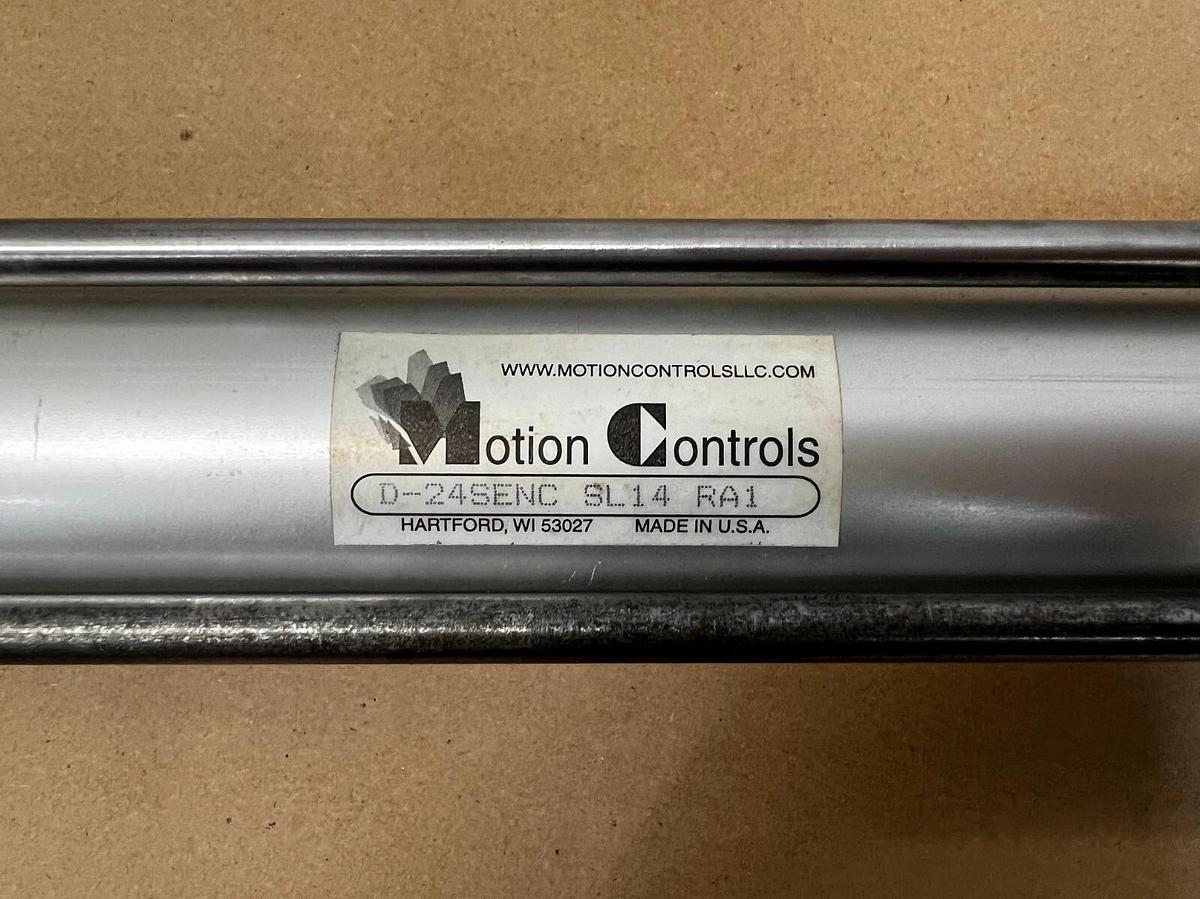 WWW.MOTIONCONTROLSLLC.COM
Motion Controls
D-24SENC SL14 RA1
HARTFORD, WI 53027 MADE IN U.S.A.